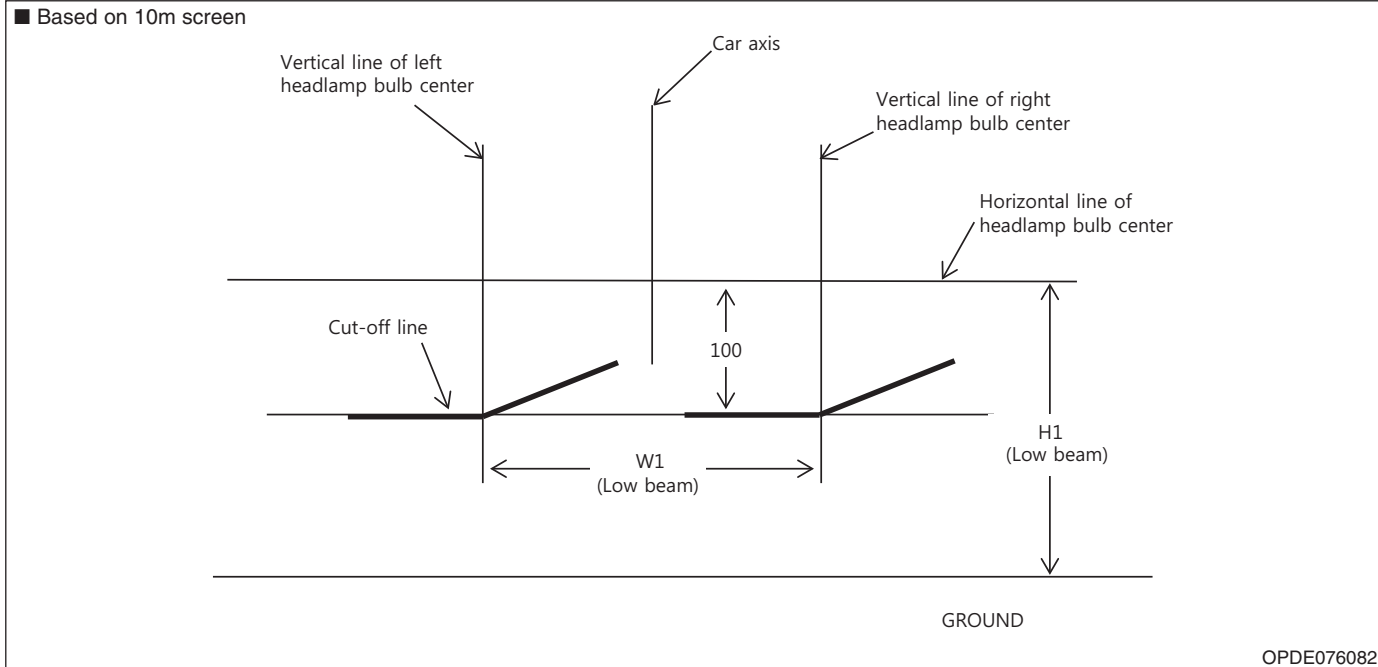 ■ Based on 10m screen
Car axis
Vertical line of left
headlamp bulb center
Vertical line of right
headlamp bulb center
Horizontal line of
headlamp bulb center
Cut-off line
100
H1
(Low beam)
W1
(Low beam)
GROUND
OPDE076082